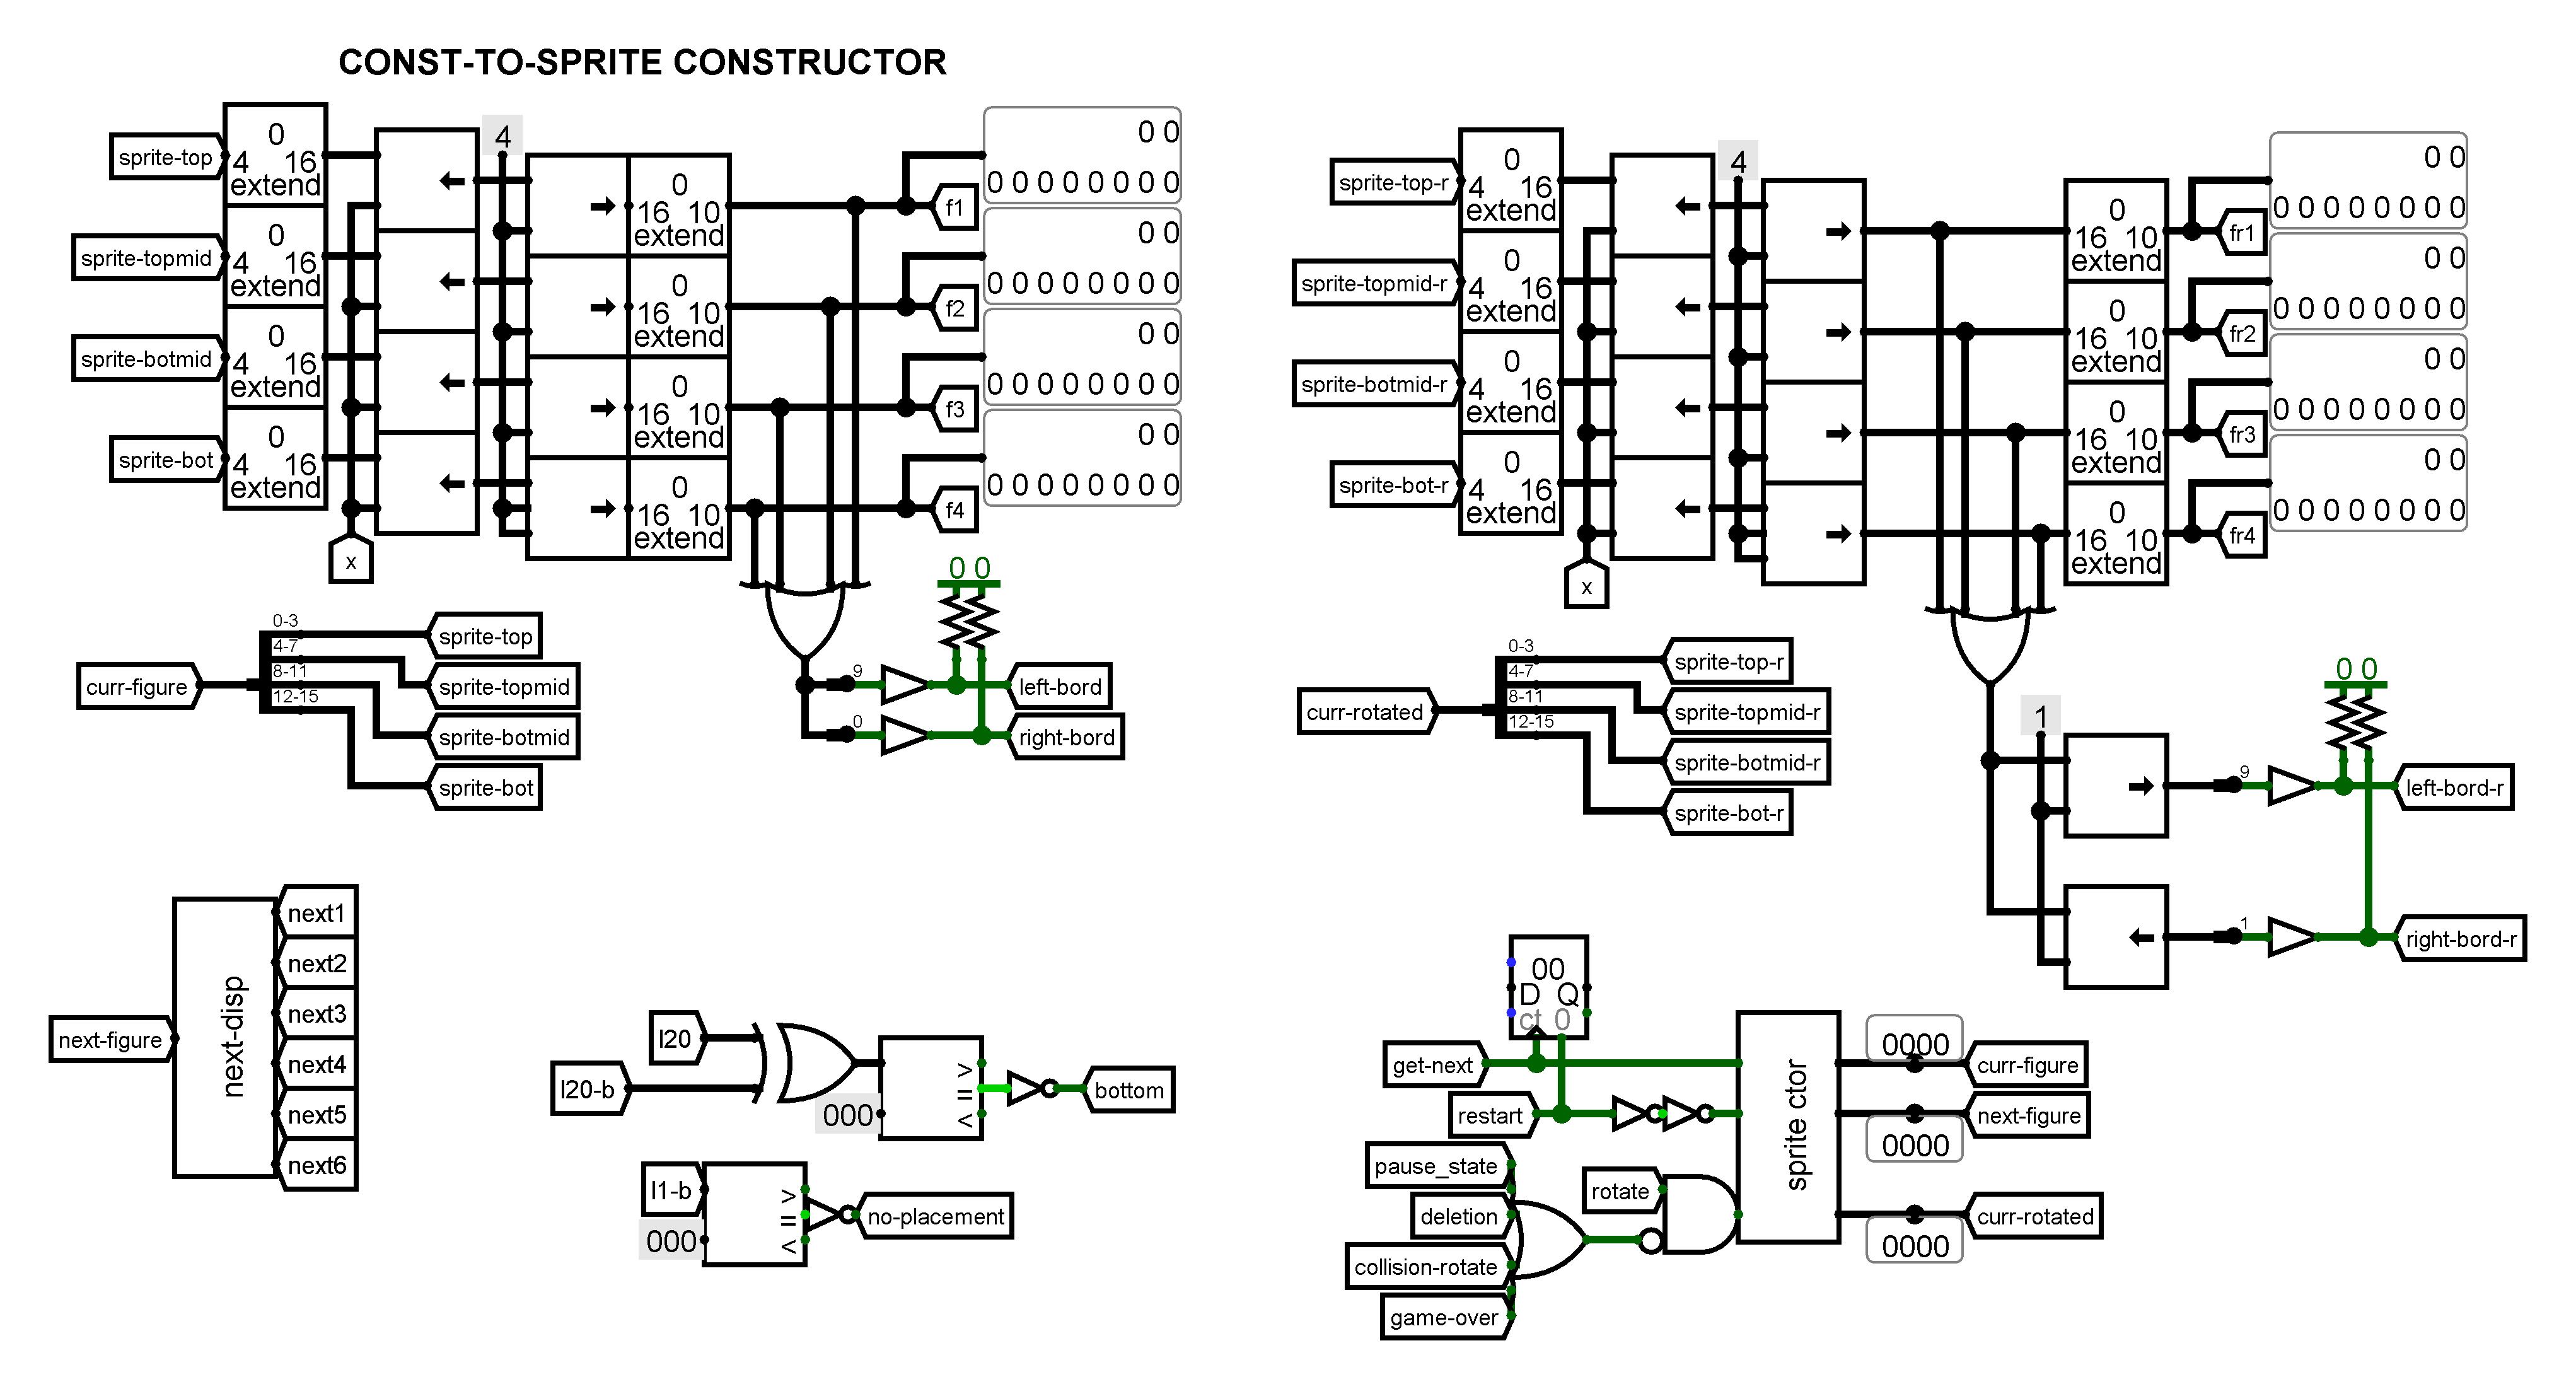 CONST-TO-SPRITE CONSTRUCTOR
sprite-top
0
4 16
extend
sprite-topmid
0
4 16
extend
sprite-botmid
0
4 16
extend
sprite-bot
0
4 16
extend
x
4
0
16 10
extend
0
16 10
extend
0
16 10
extend
0
16 10
extend
f1
f2
f3
f4
0 0
0 0 0 0 0 0 0 0
0 0
0 0 0 0 0 0 0 0
0 0
0 0 0 0 0 0 0 0
0 0
0 0 0 0 0 0 0 0
0 0
9
left-bord
0
right-bord
curr-figure
0-3
4-7
8-11
12-15
sprite-top
sprite-topmid
sprite-botmid
sprite-bot
next-figure
next-disp
next1
next2
next3
next4
next5
next6
l20
l20-b
000
>
=
<
bottom
l1-b
000
>
=
<
no-placement
sprite-top-r
0
4 16
extend
sprite-topmid-r
0
4 16
extend
sprite-botmid-r
0
4 16
extend
sprite-bot-r
0
4 16
extend
x
4
0
16 10
extend
0
16 10
extend
0
16 10
extend
0
16 10
extend
fr1
fr2
fr3
fr4
0 0
0 0 0 0 0 0 0 0
0 0
0 0 0 0 0 0 0 0
0 0
0 0 0 0 0 0 0 0
0 0
0 0 0 0 0 0 0 0
curr-rotated
0-3
4-7
8-11
12-15
sprite-top-r
sprite-topmid-r
sprite-botmid-r
sprite-bot-r
1
0 0
9
left-bord-r
1
right-bord-r
00
D Q
ct 0
get-next
restart
pause_state
deletion
collision-rotate
game-over
rotate
sprite ctor
0000
curr-figure
next-figure
0000
curr-rotated
0000